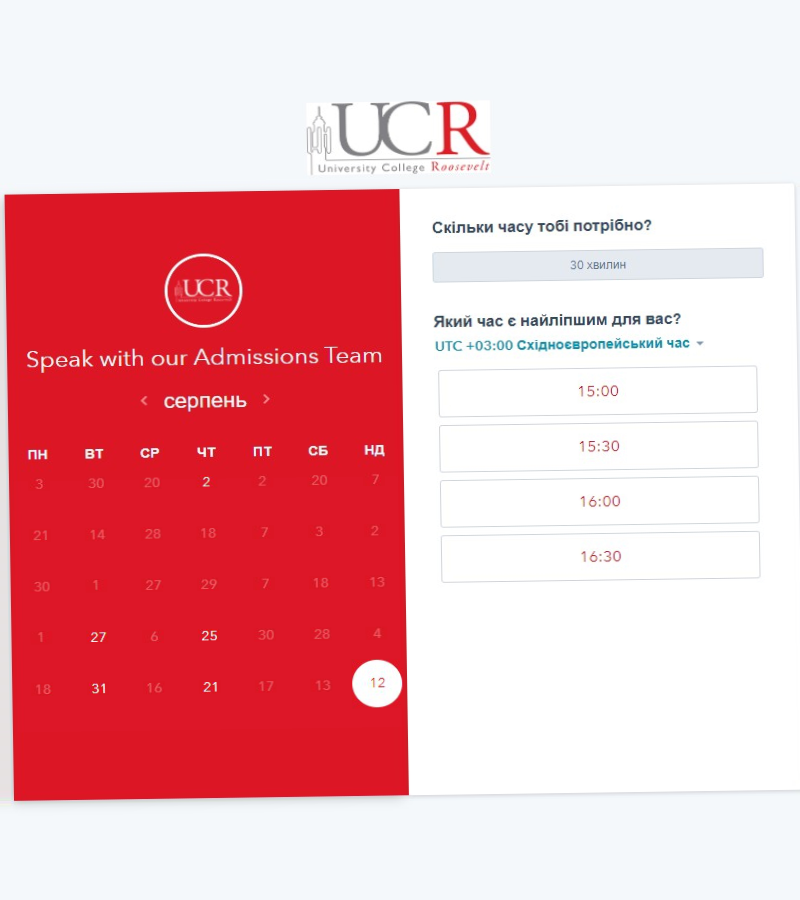 UCR
University College Roosevelt
UCR
University College Roosevelt
Speak with our Admissions Team
серпень
ПН ВТ СР ЧТ ПТ СБ НД
3 30 20 2 2 20 7
21 14 28 18 7 3 2
30 1 27 29 7 18 13
1 27 6 25 30 28 4
18 31 16 21 17 13 12
Скільки часу тобі потрібно?
30 хвилин
Який час є найліпшим для вас?
UTC +03:00 Східноєвропейський час
15:00
15:30
16:00
16:30